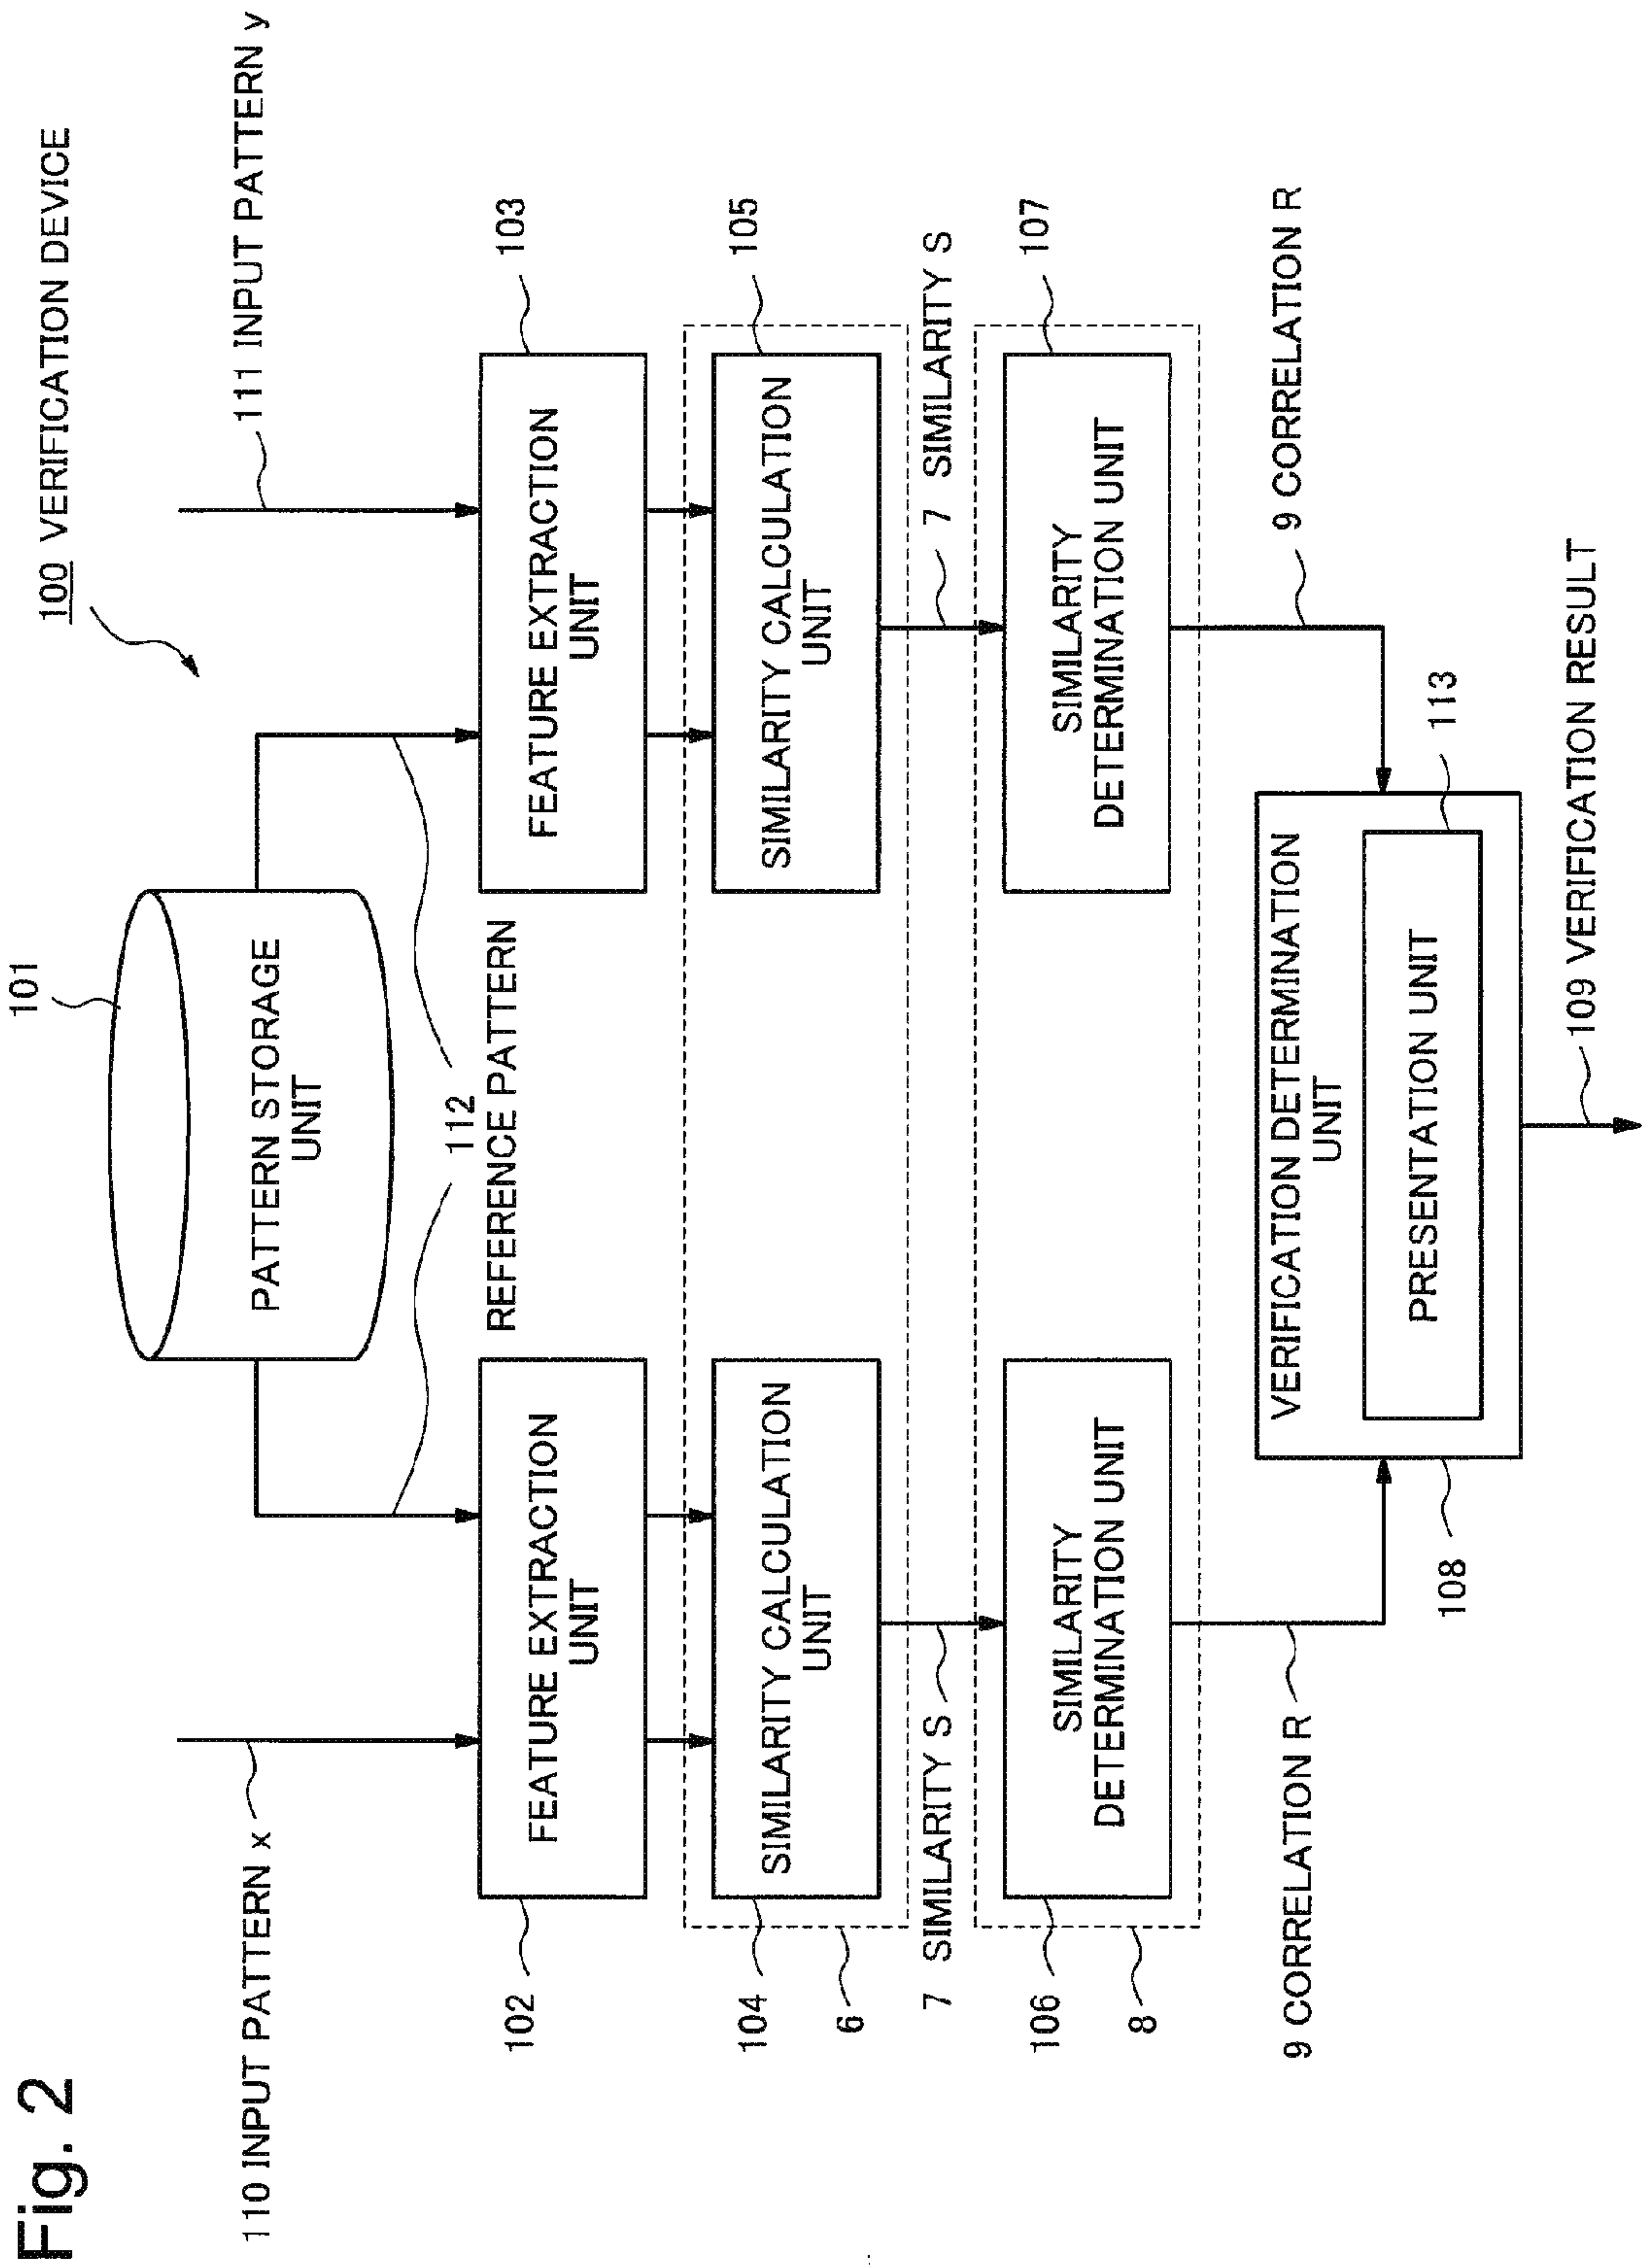 Fig. 2
100 VERIFICATION DEVICE
101
110 INPUT PATTERN x
111 INPUT PATTERN y
PATTERN STORAGE
UNIT
112
REFERENCE PATTERN
102
FEATURE EXTRACTION
UNIT
FEATURE EXTRACTION
UNIT
103
104
SIMILARITY CALCULATION
UNIT
SIMILARITY CALCULATION
UNIT
105
6
7 SIMILARITY S
7 SIMILARITY S
106
SIMILARITY
DETERMINATION UNIT
SIMILARITY
DETERMINATION UNIT
107
8
9 CORRELATION R
9 CORRELATION R
VERIFICATION DETERMINATION
UNIT
PRESENTATION UNIT
108
113
109 VERIFICATION RESULT